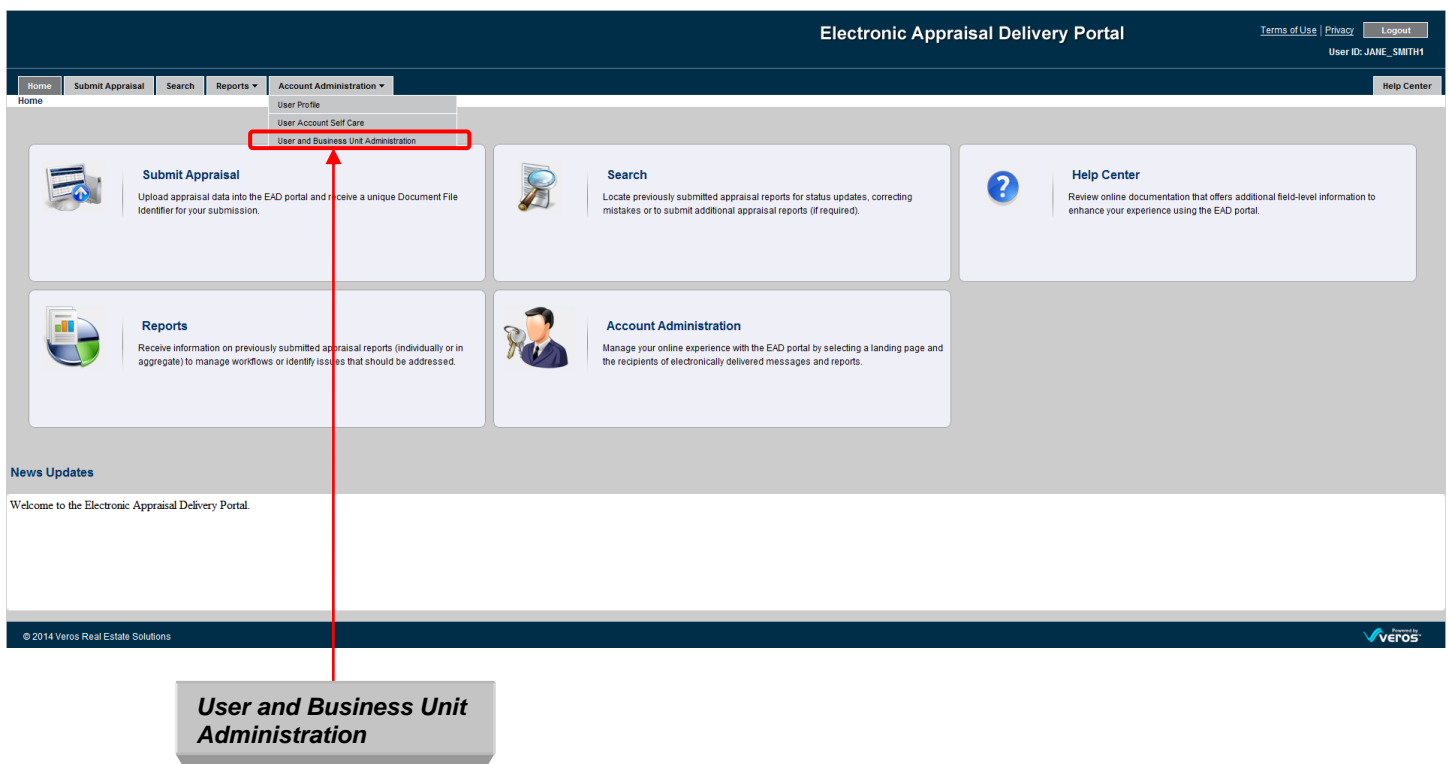 Electronic Appraisal Delivery Portal
Terms of Use | Privacy Logout
User ID: JANE_SMITH1
Home Submit Appraisal Search Reports Account Administration Help Center
Home
User Profile
User Account Self Care
User and Business Unit Administration
Submit Appraisal
Upload appraisal data into the EAD portal and receive a unique Document File
Identifier for your submission.
Search
Locate previously submitted appraisal reports for status updates, correcting
mistakes or to submit additional appraisal reports (if required).
Help Center
Review online documentation that offers additional field-level information to
enhance your experience using the EAD portal.
Reports
Receive information on previously submitted appraisal reports (individually or in
aggregate) to manage workflows or identify issues that should be addressed.
Account Administration
Manage your online experience with the EAD portal by selecting a landing page and
the recipients of electronically delivered messages and reports.
News Updates
Welcome to the Electronic Appraisal Delivery Portal.
© 2014 Veros Real Estate Solutions
Powered by
veros
User and Business Unit
Administration